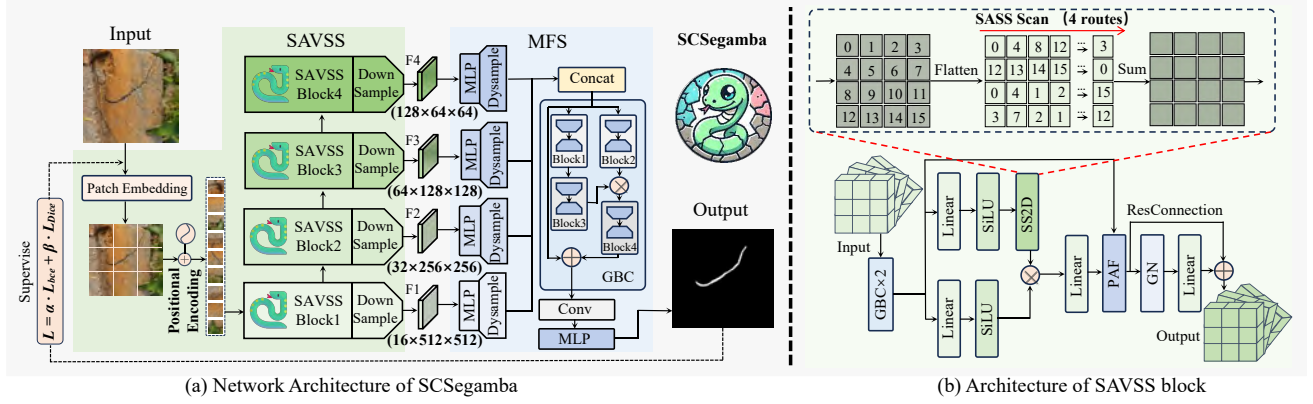 Input
SAVSS
MFS
SCSegamba
SAVSS Block4
Down Sample
F4
(128×64×64)
MLP
Dysample
SAVSS Block3
Down Sample
F3
(64×128×128)
MLP
Dysample
SAVSS Block2
Down Sample
F2
(32×256×256)
MLP
Dysample
SAVSS Block1
Down Sample
F1
(16×512×512)
MLP
Dysample
Patch Embedding
Positional Encoding
Supervise
L = α · L_bce + β · L_Dice
Concat
Block1
Block2
Block3
Block4
GBC
Conv
MLP
Output
(a) Network Architecture of SCSegamba
SASS Scan （4 routes）
0 1 2 3
4 5 6 7
8 9 10 11
12 13 14 15
Flatten
0 4 8 12 ... 3
12 13 14 15 ... 0
0 4 1 2 ... 15
3 7 2 1 ... 12
Sum
Input
GBC×2
Linear
SiLU
SS2D
Linear
SiLU
Linear
PAF
GN
Linear
ResConnection
Output
(b) Architecture of SAVSS block